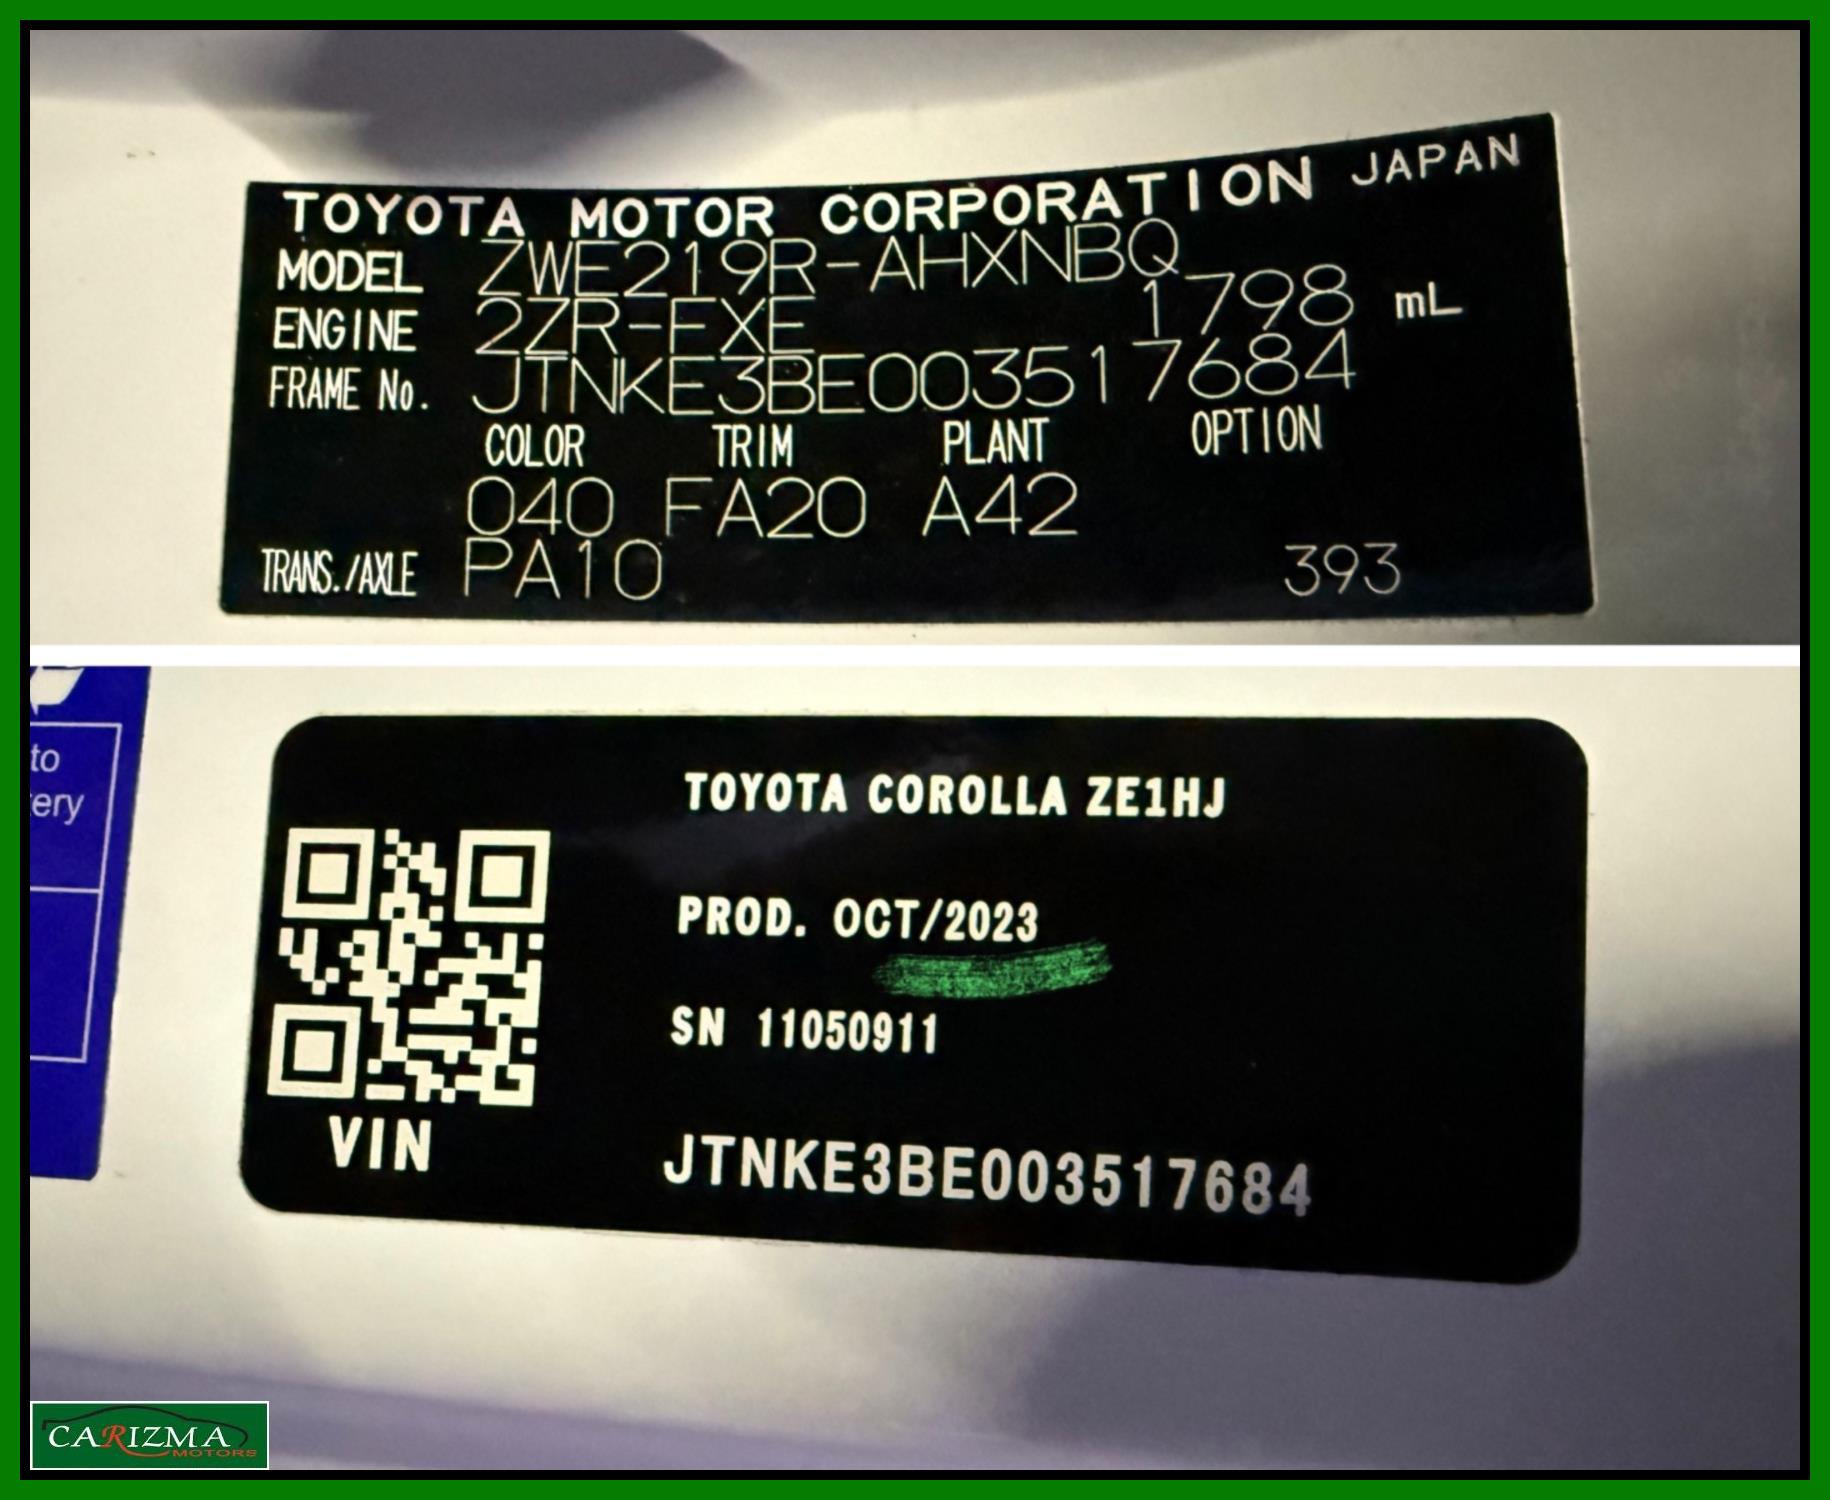 TOYOTA MOTOR CORPORATION JAPAN
MODEL ZWE219R-AHXNBQ
ENGINE 2ZR-FXE 1798 mL
FRAME No. JTNKE3BE003517684
COLOR TRIM PLANT OPTION
040 FA20 A42
TRANS./AXLE PA10 393
to
ery
TOYOTA COROLLA ZE1HJ
PROD. OCT/2023
SN 11050911
VIN
JTNKE3BE003517684
CARIZMA
MOTORS